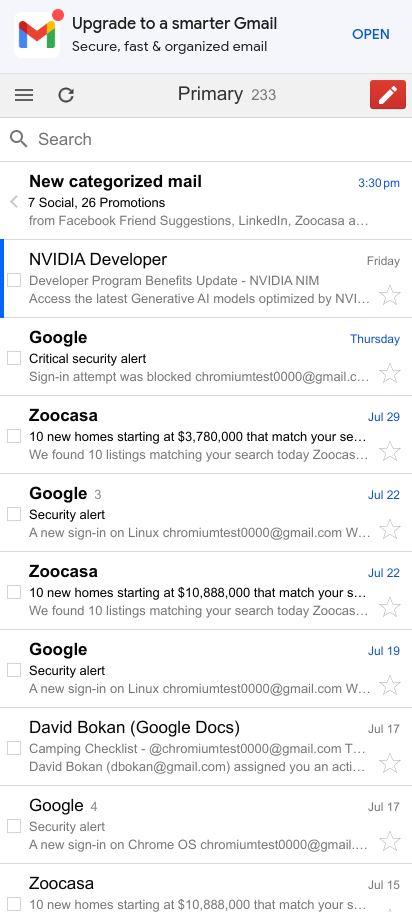 Upgrade to a smarter Gmail
Secure, fast & organized email
OPEN
Primary 233
Search
New categorized mail 3:30 pm
7 Social, 26 Promotions
from Facebook Friend Suggestions, LinkedIn, Zoocasa a...
NVIDIA Developer Friday
Developer Program Benefits Update - NVIDIA NIM
Access the latest Generative AI models optimized by NVI...
Google Thursday
Critical security alert
Sign-in attempt was blocked chromiumtest0000@gmail.c...
Zoocasa Jul 29
10 new homes starting at $3,780,000 that match your se...
We found 10 listings matching your search today Zoocas...
Google 3 Jul 22
Security alert
A new sign-in on Linux chromiumtest0000@gmail.com W...
Zoocasa Jul 22
10 new homes starting at $10,888,000 that match your s...
We found 10 listings matching your search today Zoocas...
Google Jul 19
Security alert
A new sign-in on Linux chromiumtest0000@gmail.com W...
David Bokan (Google Docs) Jul 17
Camping Checklist - @chromiumtest0000@gmail.com T...
David Bokan (dbokan@gmail.com) assigned you an acti...
Google 4 Jul 17
Security alert
A new sign-in on Chrome OS chromiumtest0000@gmail....
Zoocasa Jul 15
10 new homes starting at $10,888,000 that match your s...